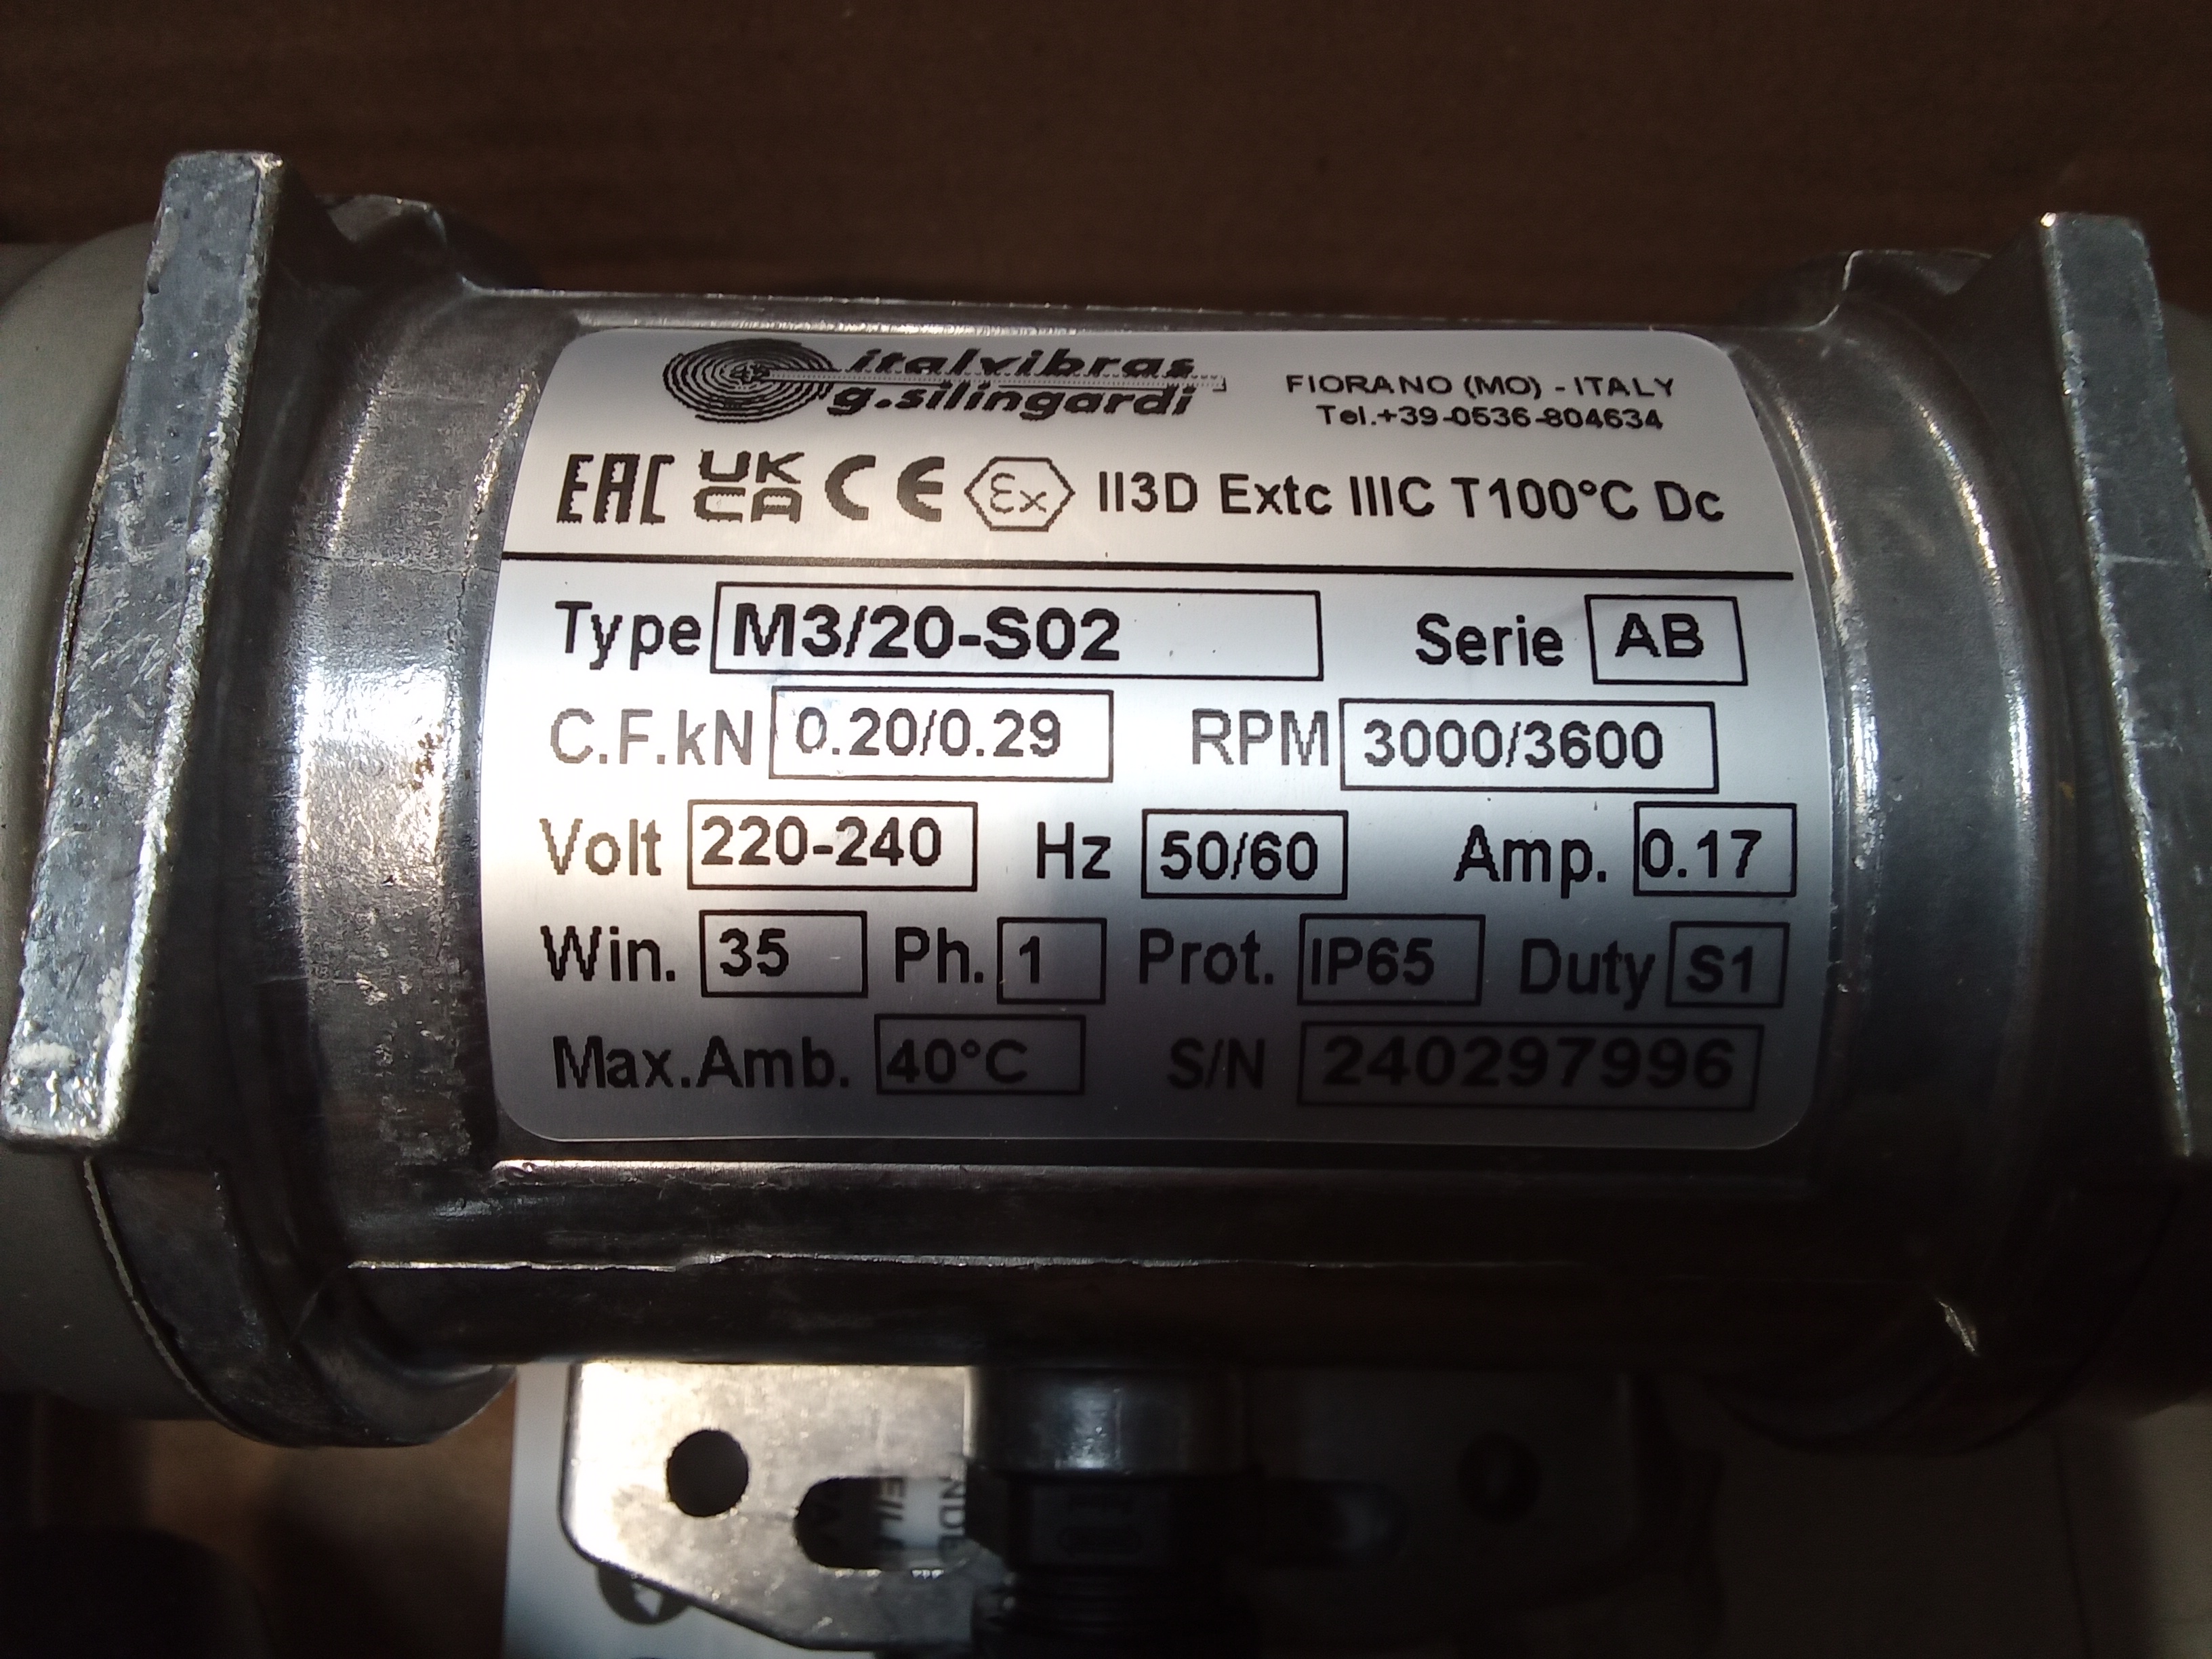 italvibras
g.silingardi
FIORANO (MO) - ITALY
Tel.+39-0536-804634
EAC UK CA CE Ex II3D Extc IIIC T100°C Dc
Type M3/20-S02 Serie AB
C.F.kN 0.20/0.29 RPM 3000/3600
Volt 220-240 Hz 50/60 Amp. 0.17
Win. 35 Ph. 1 Prot. IP65 Duty S1
Max.Amb. 40°C S/N 240297996